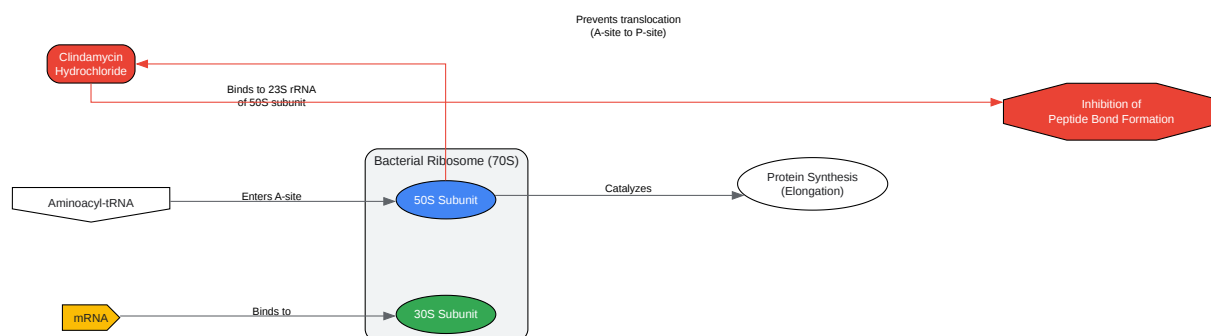 Prevents translocation
(A-site to P-site)
Clindamycin
Hydrochloride
Binds to 23S rRNA
of 50S subunit
Inhibition of
Peptide Bond Formation
Bacterial Ribosome (70S)
Aminoacyl-tRNA
Enters A-site
50S Subunit
Catalyzes
Protein Synthesis
(Elongation)
mRNA
Binds to
30S Subunit